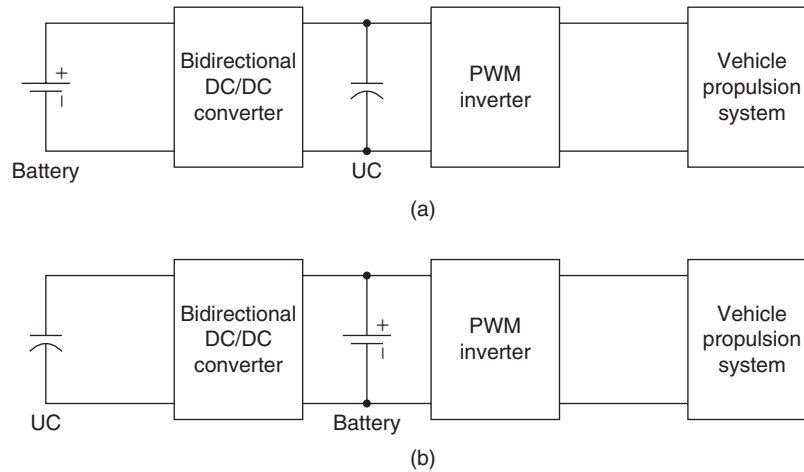 Bidirectional
DC/DC
converter
PWM
inverter
Vehicle
propulsion
system
+
–
Battery
UC
(a)
Bidirectional
DC/DC
converter
+
–
PWM
inverter
Vehicle
propulsion
system
UC
Battery
(b)